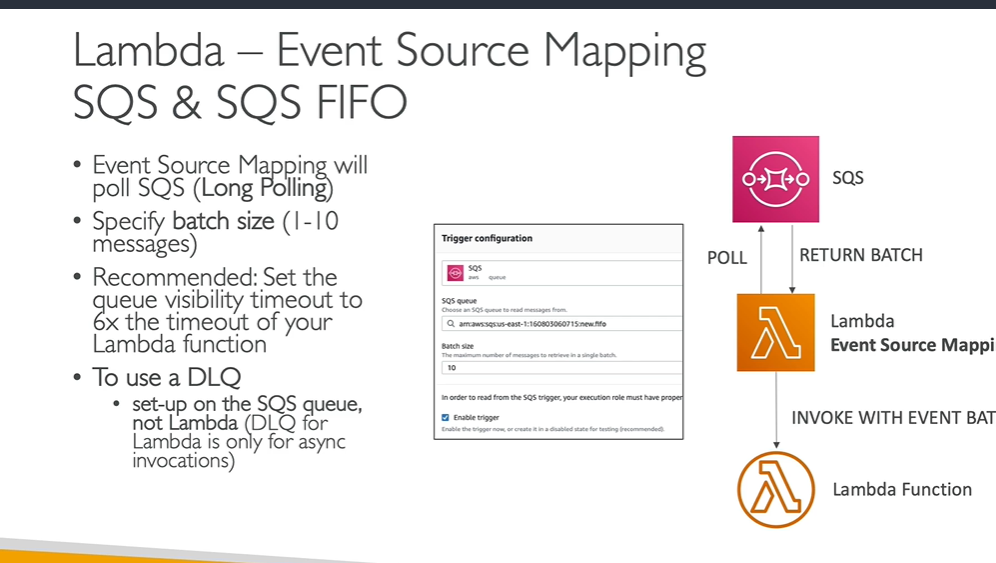 Lambda – Event Source Mapping
SQS & SQS FIFO
• Event Source Mapping will
poll SQS (Long Polling)
• Specify batch size (1-10
messages)
• Recommended: Set the
queue visibility timeout to
6x the timeout of your
Lambda function
• To use a DLQ
• set-up on the SQS queue,
not Lambda (DLQ for
Lambda is only for async
invocations)
Trigger configuration
SQS
aws queue
SQS queue
Choose an SQS queue to read messages from.
arn:aws:sqs:us-east-1:160803060715:new.fifo
Batch size
The maximum number of messages to retrieve in a single batch.
10
In order to read from the SQS trigger, your execution role must have proper
Enable trigger
Enable the trigger now, or create it in a disabled state for testing (recommended).
SQS
POLL
RETURN BATCH
Lambda
Event Source Mappi
INVOKE WITH EVENT BAT
Lambda Function